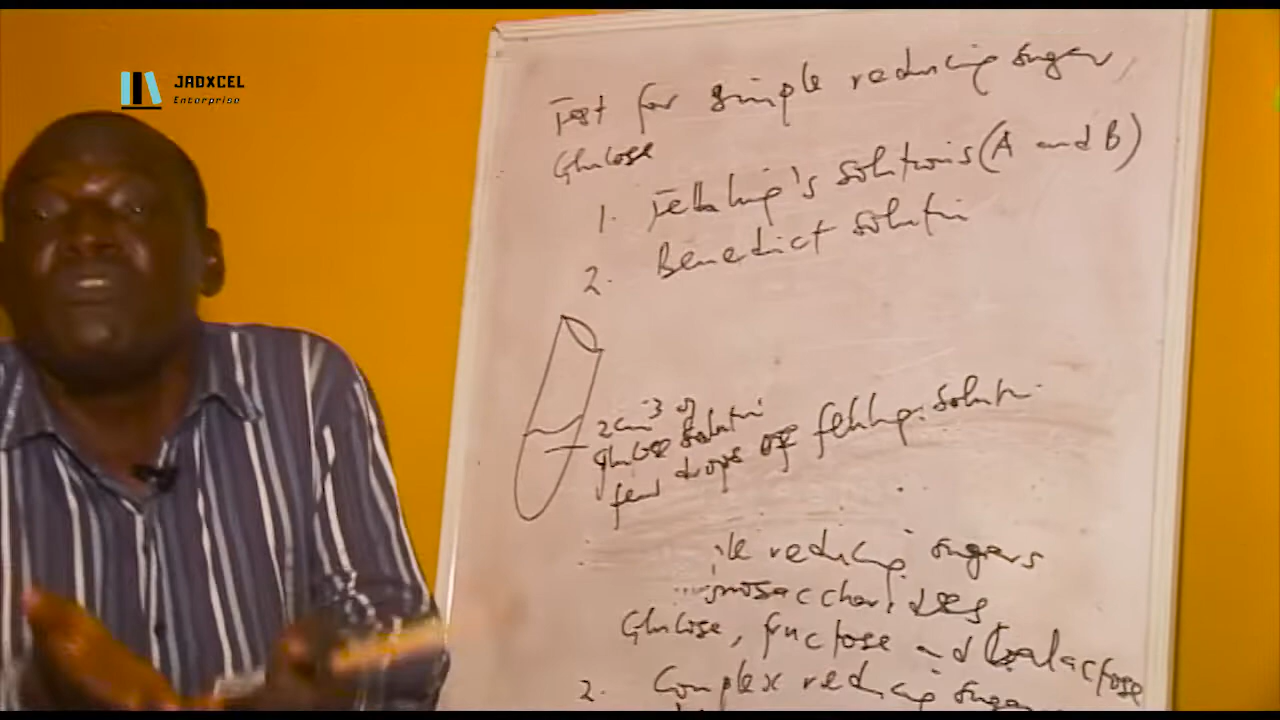 JADXCEL
Enterprise
Test for simple reducing sugar,
Glucose
1. Fehling's solutions (A and B)
2. Benedict solution
2cm³ of
glucose solution
few drops of fehling solution
reducing sugars
Glucose, fructose and Galactose
2. Complex reducing sugar